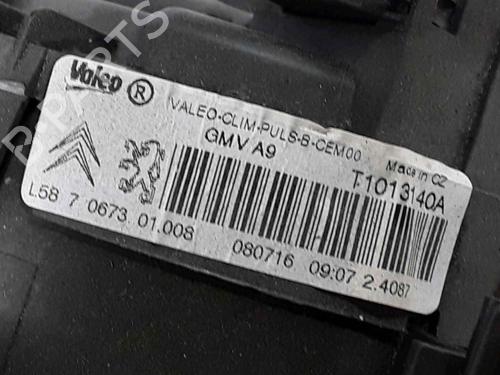 B-PARTS
Valeo ®
VALEO-CLIM-PULS-B-CEM00
GMV A9
Made in CZ
T1013140A
L58 7 0673 01.008
080716 09:07 2.4087